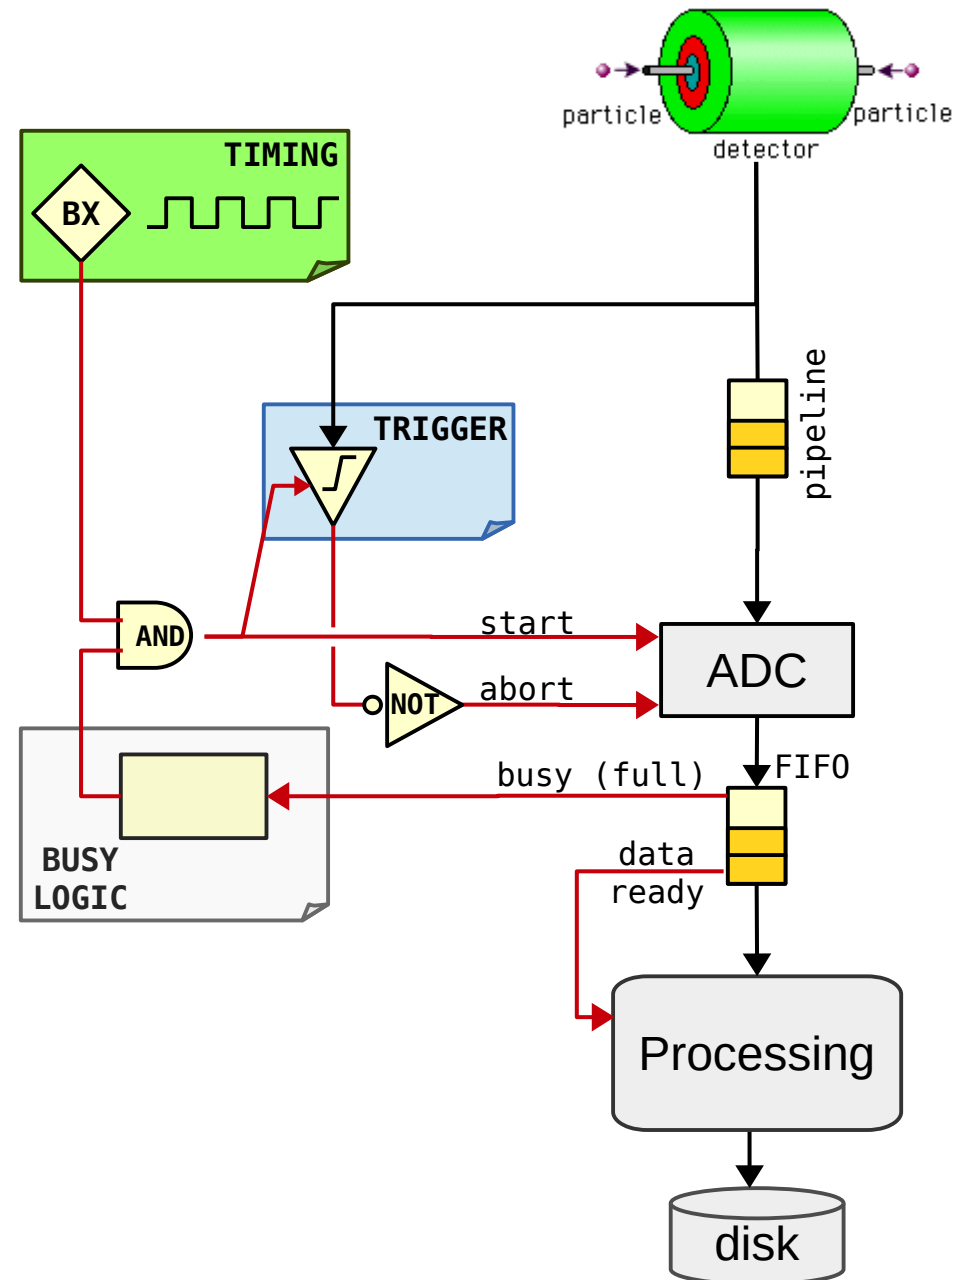 particle
particle
detector
TIMING
BX
pipeline
TRIGGER
AND
start
ADC
NOT
abort
busy (full)
FIFO
BUSY
LOGIC
data
ready
Processing
disk